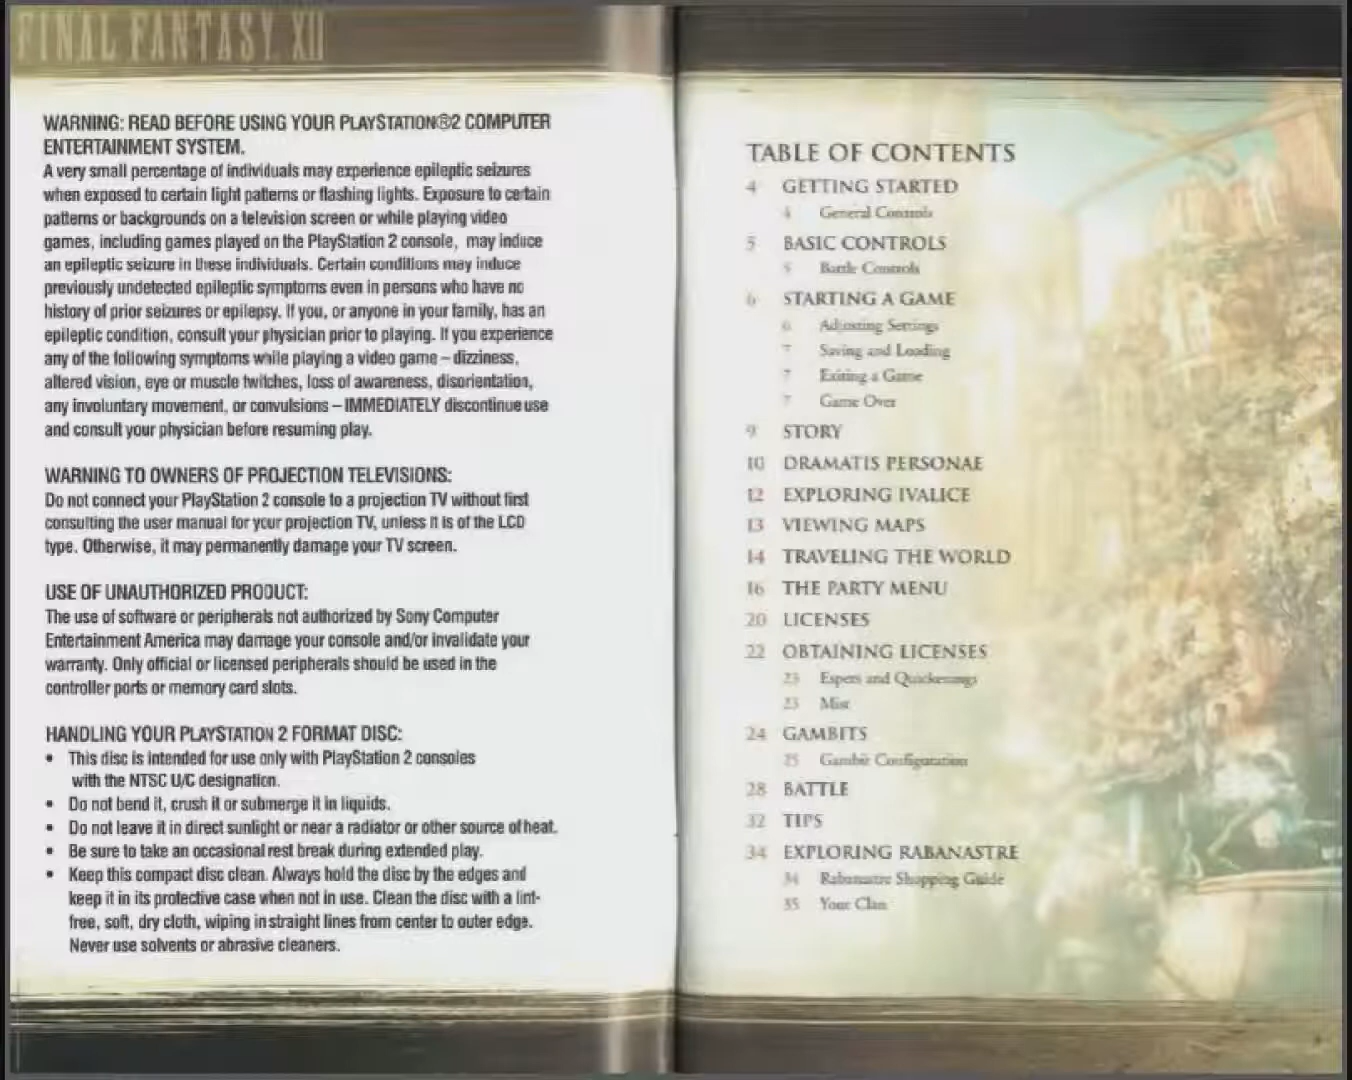 FINAL FANTASY XII
WARNING: READ BEFORE USING YOUR PLAYSTATION®2 COMPUTER
ENTERTAINMENT SYSTEM.
A very small percentage of individuals may experience epileptic seizures
when exposed to certain light patterns or flashing lights. Exposure to certain
patterns or backgrounds on a television screen or while playing video
games, including games played on the PlayStation 2 console, may induce
an epileptic seizure in these individuals. Certain conditions may induce
previously undetected epileptic symptoms even in persons who have no
history of prior seizures or epilepsy. If you, or anyone in your family, has an
epileptic condition, consult your physician prior to playing. If you experience
any of the following symptoms while playing a video game – dizziness,
altered vision, eye or muscle twitches, loss of awareness, disorientation,
any involuntary movement, or convulsions – IMMEDIATELY discontinue use
and consult your physician before resuming play.
WARNING TO OWNERS OF PROJECTION TELEVISIONS:
Do not connect your PlayStation 2 console to a projection TV without first
consulting the user manual for your projection TV, unless it is of the LCD
type. Otherwise, it may permanently damage your TV screen.
USE OF UNAUTHORIZED PRODUCT:
The use of software or peripherals not authorized by Sony Computer
Entertainment America may damage your console and/or invalidate your
warranty. Only official or licensed peripherals should be used in the
controller ports or memory card slots.
HANDLING YOUR PLAYSTATION 2 FORMAT DISC:
• This disc is intended for use only with PlayStation 2 consoles
with the NTSC U/C designation.
• Do not bend it, crush it or submerge it in liquids.
• Do not leave it in direct sunlight or near a radiator or other source of heat.
• Be sure to take an occasional rest break during extended play.
• Keep this compact disc clean. Always hold the disc by the edges and
keep it in its protective case when not in use. Clean the disc with a lint-
free, soft, dry cloth, wiping in straight lines from center to outer edge.
Never use solvents or abrasive cleaners.
TABLE OF CONTENTS
4 GETTING STARTED
4 General Controls
5 BASIC CONTROLS
5 Battle Controls
6 STARTING A GAME
6 Adjusting Settings
7 Saving and Loading
7 Exiting a Game
7 Game Over
9 STORY
10 DRAMATIS PERSONAE
12 EXPLORING IVALICE
13 VIEWING MAPS
14 TRAVELING THE WORLD
16 THE PARTY MENU
20 LICENSES
22 OBTAINING LICENSES
23 Espers and Quickenings
23 Mist
24 GAMBITS
25 Gambit Configuration
28 BATTLE
32 TIPS
34 EXPLORING RABANASTRE
34 Rabanastre Shopping Guide
35 Your Clan